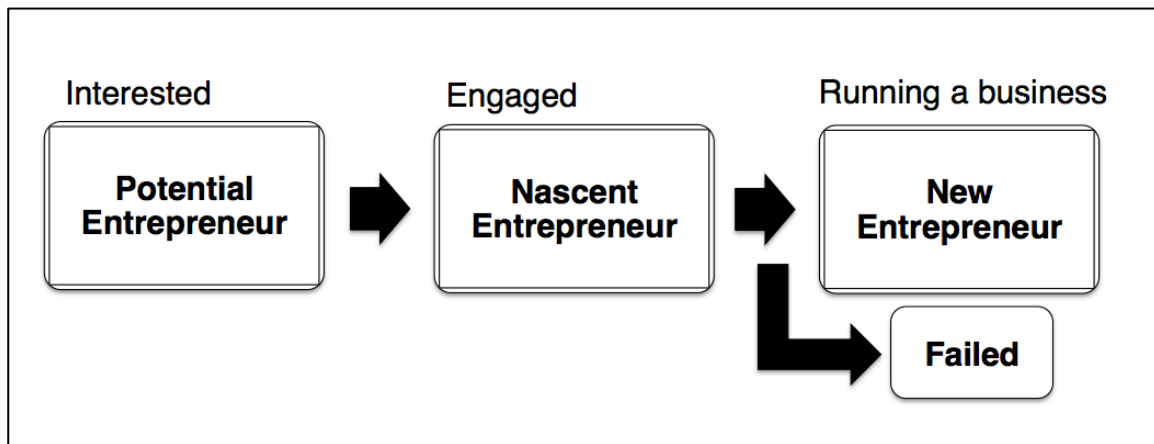 Interested
Potential
Entrepreneur
Engaged
Nascent
Entrepreneur
Running a business
New
Entrepreneur
Failed